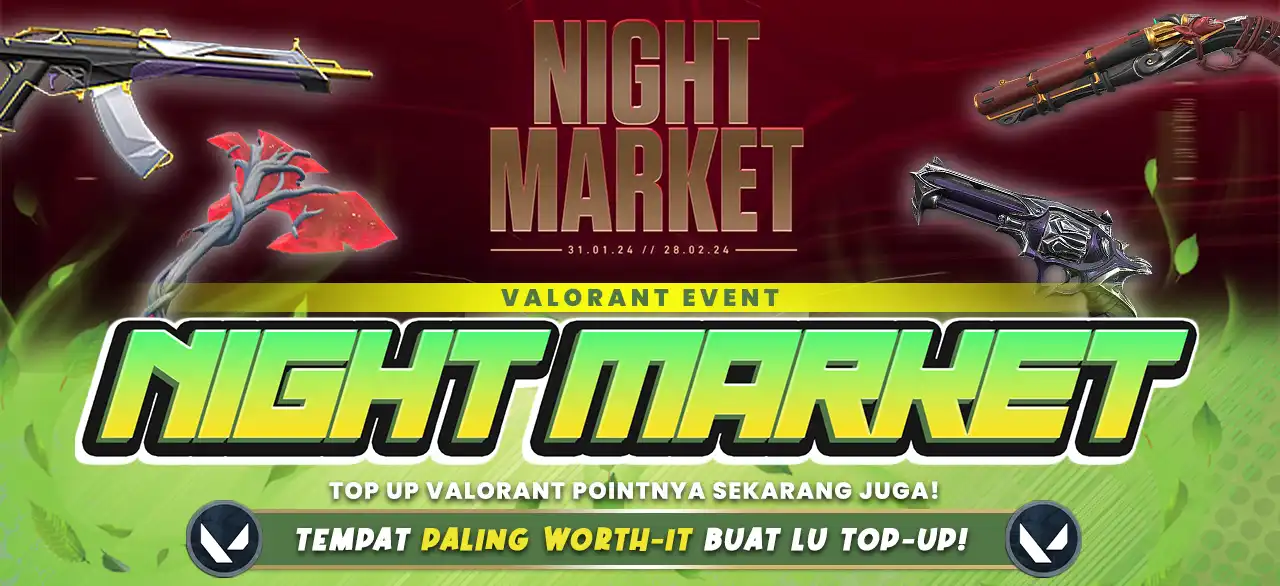 NIGHT
MARKET
31.01.24 // 28.02.24
VALORANT EVENT
NIGHT MARKET
TOP UP VALORANT POINTNYA SEKARANG JUGA!
TEMPAT PALING WORTH-IT BUAT LU TOP-UP!